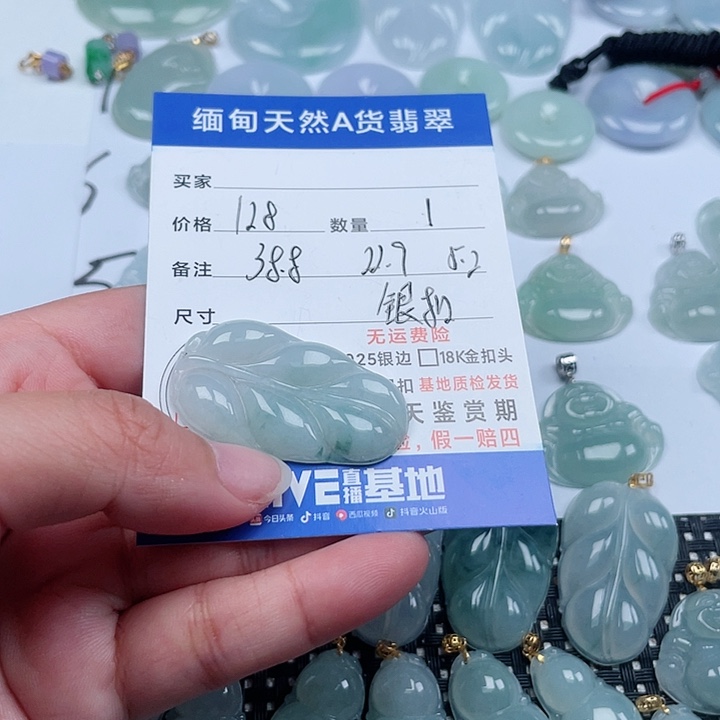 缅甸天然A货翡翠
买家
价格 128 数量 1
备注 38.8 21.9 5.2
尺寸 银扣
无运费险
925银边 □18K金扣头
扣 基地质检发货
天鉴赏期
，假一赔四
IVE直播基地
今日头条 抖音 西瓜视频 抖音火山版